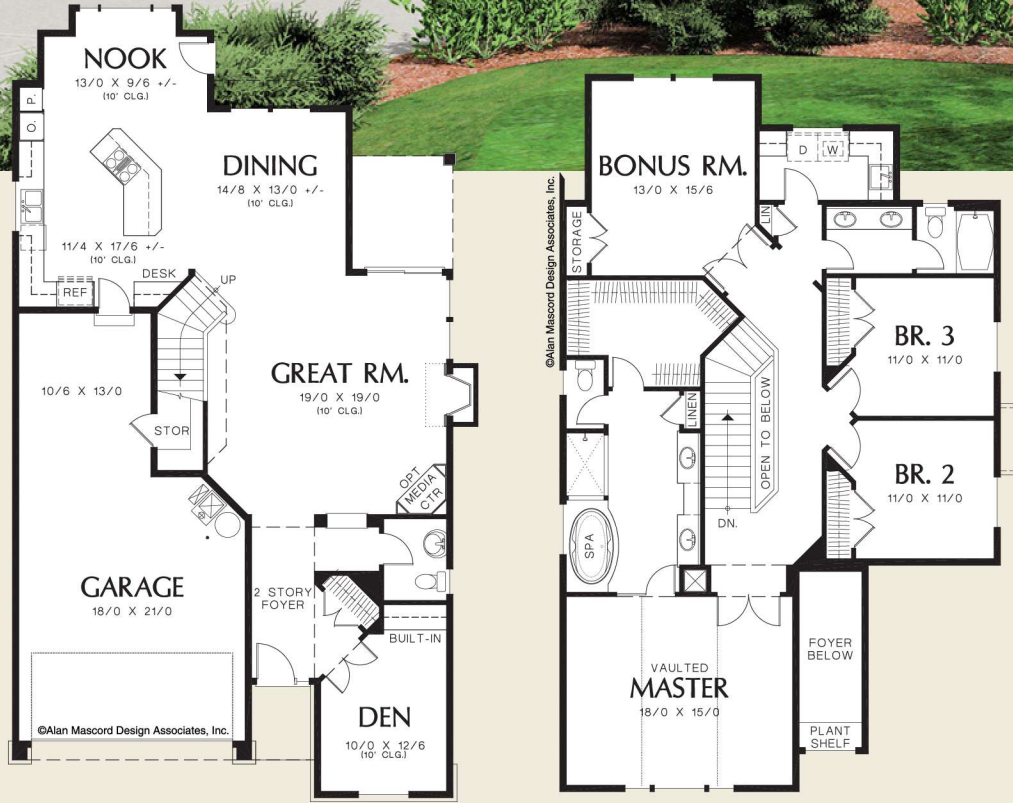 NOOK
13/0 X 9/6 +/-
(10' CLG.)
P.
O.
DINING
14/8 X 13/0 +/-
(10' CLG.)
11/4 X 17/6 +/-
(10' CLG.)
DESK
UP
REF
GREAT RM.
19/0 X 19/0
(10' CLG.)
10/6 X 13/0
STOR
OPT
MEDIA
CTR
GARAGE
18/0 X 21/0
2 STORY
FOYER
BUILT-IN
DEN
10/0 X 12/6
(10' CLG.)
©Alan Mascord Design Associates, Inc.
BONUS RM.
13/0 X 15/6
D
W
LIN
STORAGE
©Alan Mascord Design Associates, Inc.
BR. 3
11/0 X 11/0
LINEN
OPEN TO BELOW
BR. 2
11/0 X 11/0
DN.
SPA
VAULTED
MASTER
18/0 X 15/0
FOYER
BELOW
PLANT
SHELF